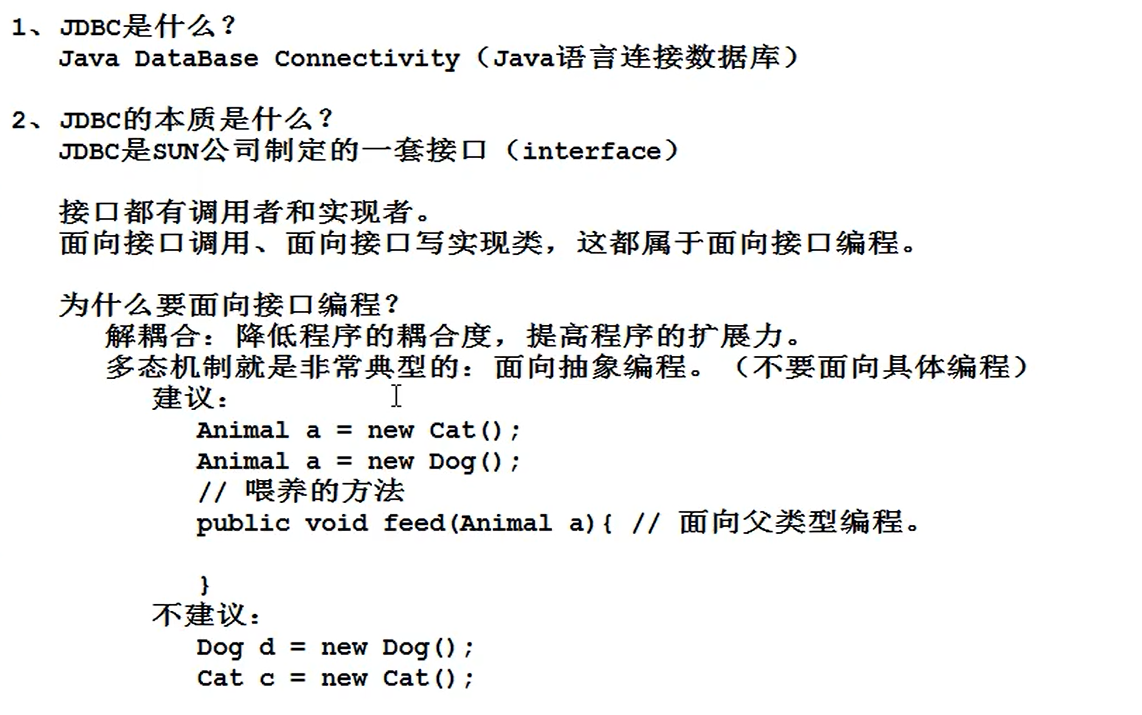 1、JDBC是什么？
Java DataBase Connectivity（Java语言连接数据库）
2、JDBC的本质是什么？
JDBC是SUN公司制定的一套接口（interface）
接口都有调用者和实现者。
面向接口调用、面向接口写实现类，这都属于面向接口编程。
为什么要面向接口编程？
解耦合：降低程序的耦合度，提高程序的扩展力。
多态机制就是非常典型的：面向抽象编程。（不要面向具体编程）
建议：
Animal a = new Cat();
Animal a = new Dog();
// 喂养的方法
public void feed(Animal a){ // 面向父类型编程。
}
不建议：
Dog d = new Dog();
Cat c = new Cat();